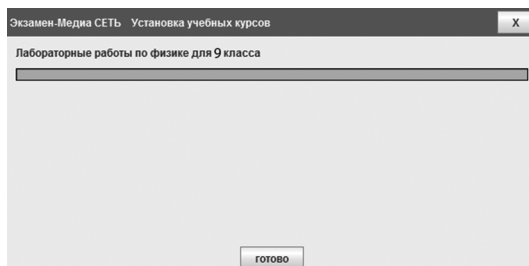 Экзамен-Медиа СЕТЬ Установка учебных курсов X
Лабораторные работы по физике для 9 класса
готово